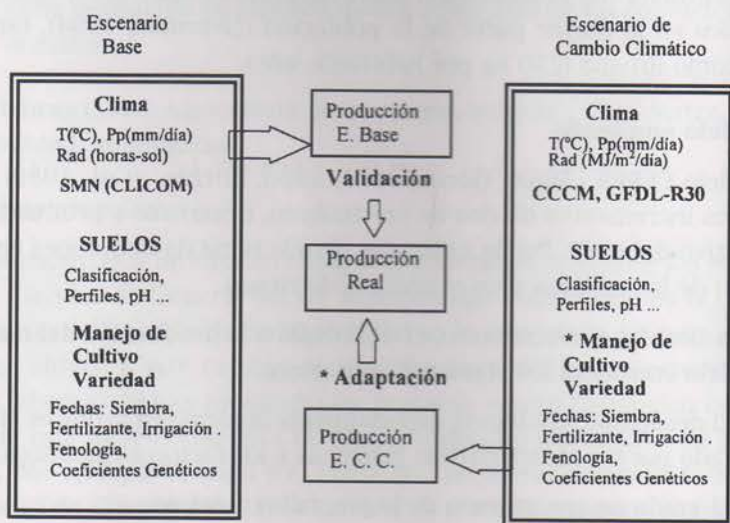 Escenario
Base
Clima
T(ºC), Pp(mm/día)
Rad (horas-sol)
SMN (CLICOM)
SUELOS
Clasificación,
Perfiles, pH ...
Manejo de
Cultivo
Variedad
Fechas: Siembra,
Fertilizante, Irrigación .
Fenología,
Coeficientes Genéticos
Producción
E. Base
Validación
Producción
Real
* Adaptación
Producción
E. C. C.
Escenario de
Cambio Climático
Clima
T(ºC), Pp(mm/día)
Rad (MJ/m²/día)
CCCM, GFDL-R30
SUELOS
Clasificación,
Perfiles, pH ...
* Manejo de
Cultivo
Variedad
Fechas: Siembra,
Fertilizante, Irrigación .
Fenología,
Coeficientes Genéticos